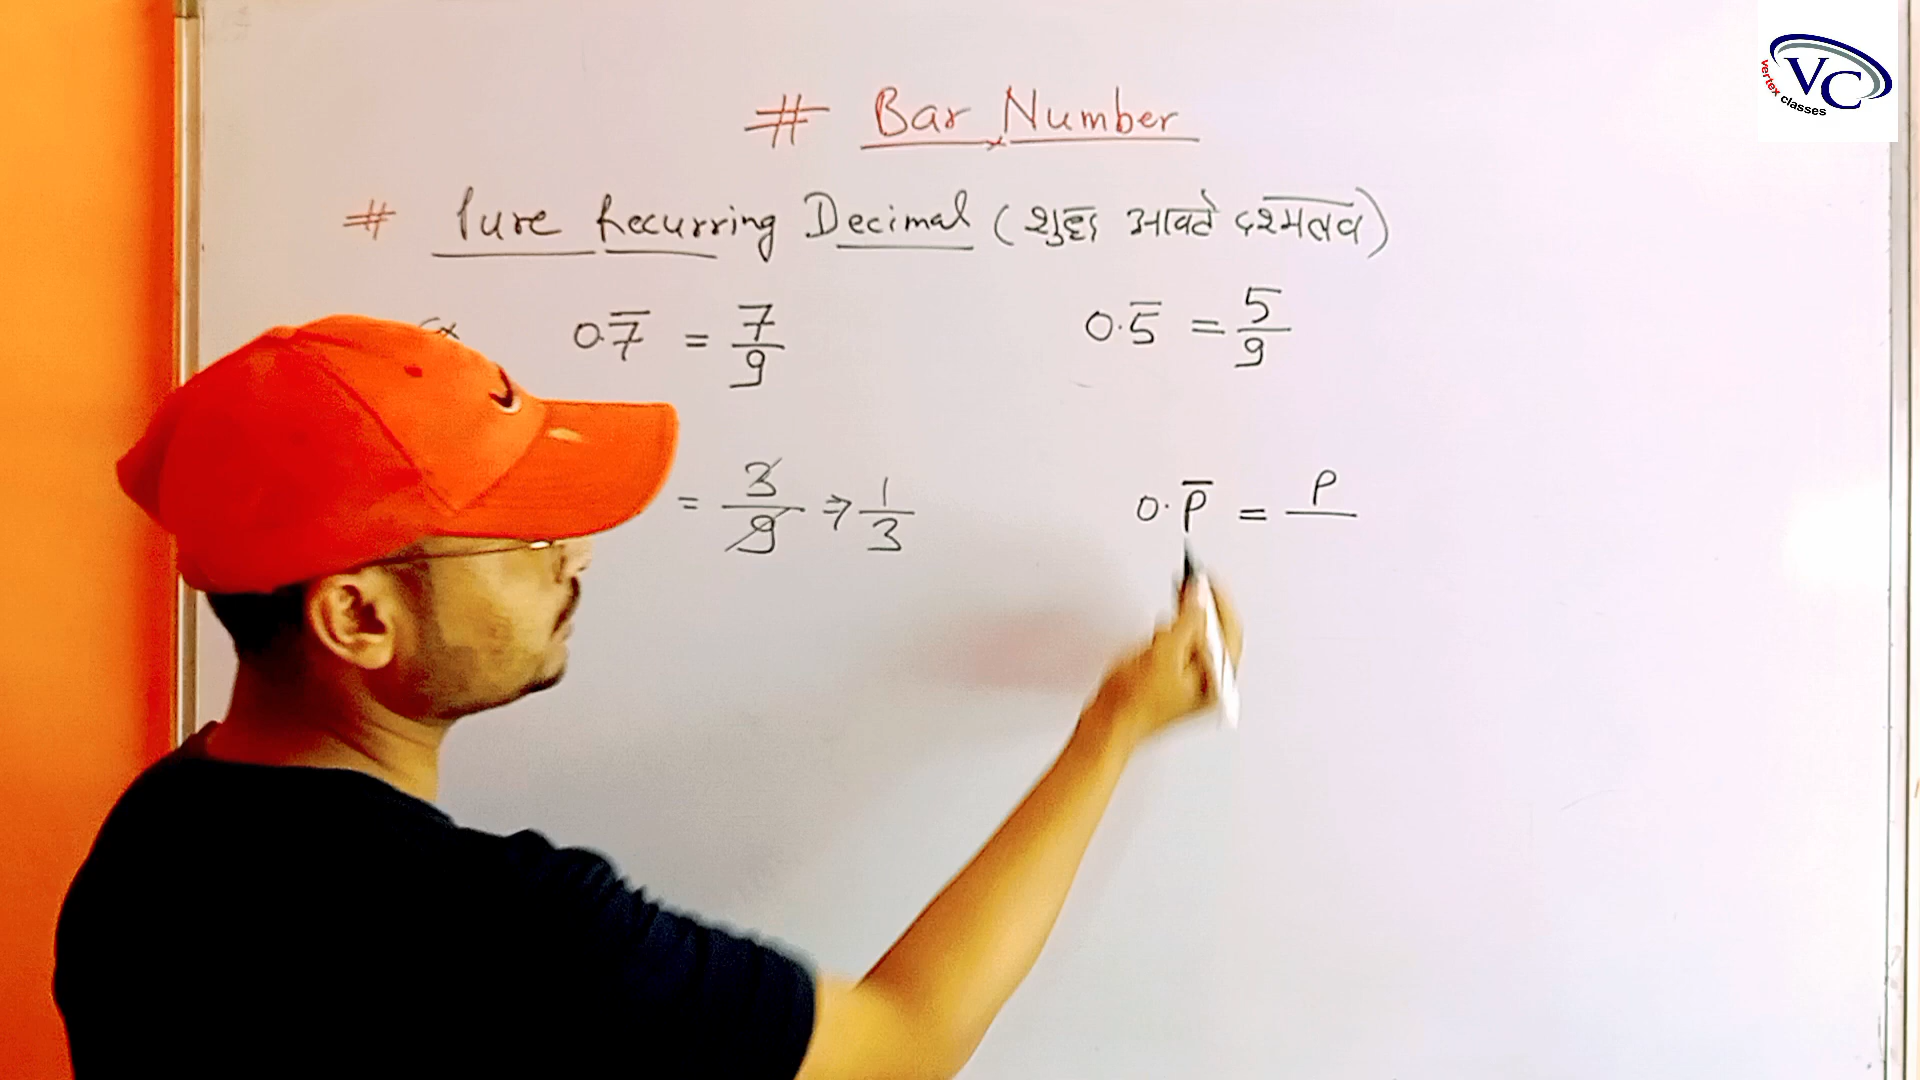 VC
vertex classes
# Bar Number
# Pure Recurring Decimal (शुद्ध आवर्त दशमलव)
Ex 0.7̅ = 7/9 0.5̅ = 5/9
= 3/9 ⇒ 1/3 0.p̅ = p/